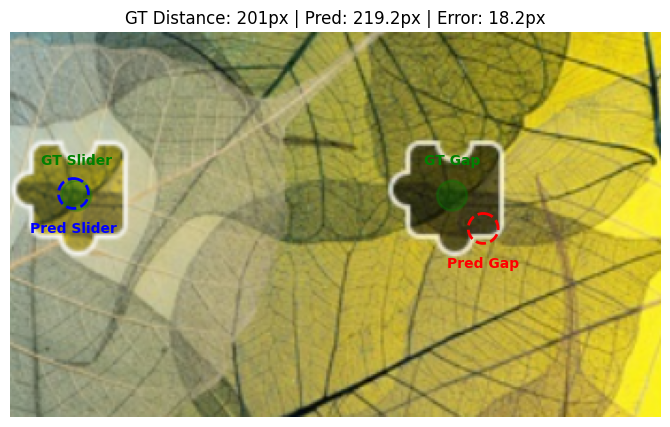 GT Distance: 201px | Pred: 219.2px | Error: 18.2px
GT Slider
GT Gap
Pred Slider
Pred Gap